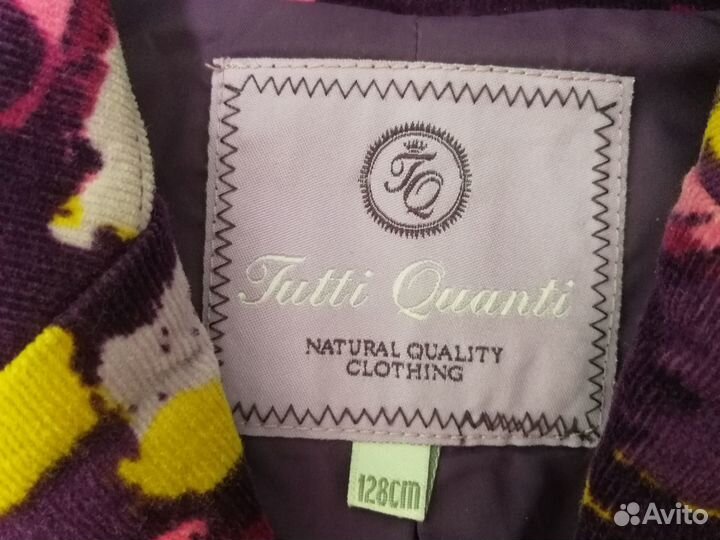 TQ
Tutti Quanti
NATURAL QUALITY
CLOTHING
128cm
Avito